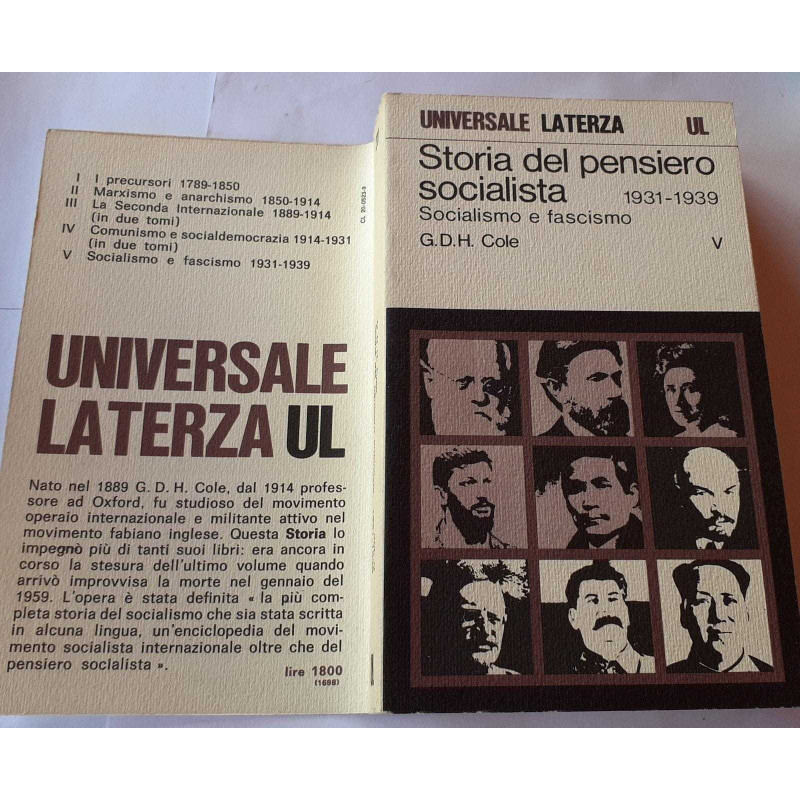 I I precursori 1789-1850
II Marxismo e anarchismo 1850-1914
III La Seconda Internazionale 1889-1914
(in due tomi)
IV Comunismo e socialdemocrazia 1914-1931
(in due tomi)
V Socialismo e fascismo 1931-1939
CL 20-0523-3
UNIVERSALE
LATERZA UL
Nato nel 1889 G. D. H. Cole, dal 1914 profes-
sore ad Oxford, fu studioso del movimento
operaio internazionale e militante attivo nel
movimento fabiano inglese. Questa Storia lo
impegnò più di tanti suoi libri: era ancora in
corso la stesura dell'ultimo volume quando
arrivò improvvisa la morte nel gennaio del
1959. L'opera è stata definita « la più com-
pleta storia del socialismo che sia stata scritta
in alcuna lingua, un'enciclopedia del movi-
mento socialista internazionale oltre che del
pensiero socialista ».
lire 1800
(1698)
UNIVERSALE LATERZA UL
Storia del pensiero
socialista 1931-1939
Socialismo e fascismo
G.D.H. Cole V